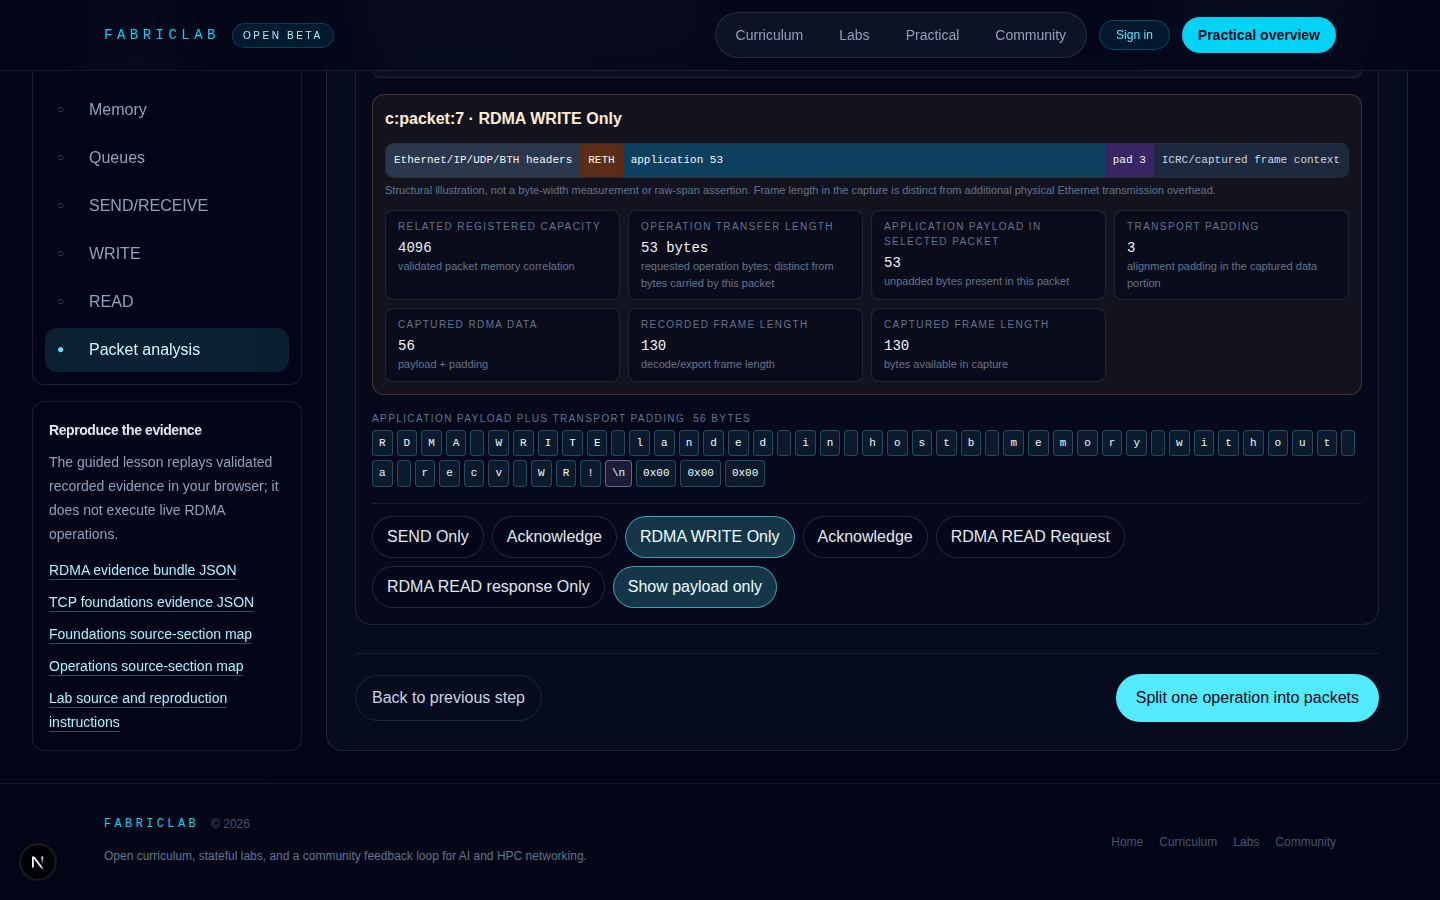 FABRICLAB OPEN BETA Curriculum Labs Practical Community Sign in Practical overview
○ Memory
○ Queues
○ SEND/RECEIVE
○ WRITE
○ READ
● Packet analysis
Reproduce the evidence
The guided lesson replays validated
recorded evidence in your browser; it
does not execute live RDMA
operations.
RDMA evidence bundle JSON
TCP foundations evidence JSON
Foundations source-section map
Operations source-section map
Lab source and reproduction
instructions
c:packet:7 · RDMA WRITE Only
Ethernet/IP/UDP/BTH headers RETH application 53 pad 3 ICRC/captured frame context
Structural illustration, not a byte-width measurement or raw-span assertion. Frame length in the capture is distinct from additional physical Ethernet transmission overhead.
RELATED REGISTERED CAPACITY
4096
validated packet memory correlation
OPERATION TRANSFER LENGTH
53 bytes
requested operation bytes; distinct from
bytes carried by this packet
APPLICATION PAYLOAD IN
SELECTED PACKET
53
unpadded bytes present in this packet
TRANSPORT PADDING
3
alignment padding in the captured data
portion
CAPTURED RDMA DATA
56
payload + padding
RECORDED FRAME LENGTH
130
decode/export frame length
CAPTURED FRAME LENGTH
130
bytes available in capture
APPLICATION PAYLOAD PLUS TRANSPORT PADDING 56 BYTES
R D M A W R I T E l a n d e d i n h o s t b m e m o r y w i t h o u t
a r e c v W R ! \n 0x00 0x00 0x00
SEND Only Acknowledge RDMA WRITE Only Acknowledge RDMA READ Request
RDMA READ response Only Show payload only
Back to previous step Split one operation into packets
FABRICLAB © 2026
Open curriculum, stateful labs, and a community feedback loop for AI and HPC networking.
Home Curriculum Labs Community
N